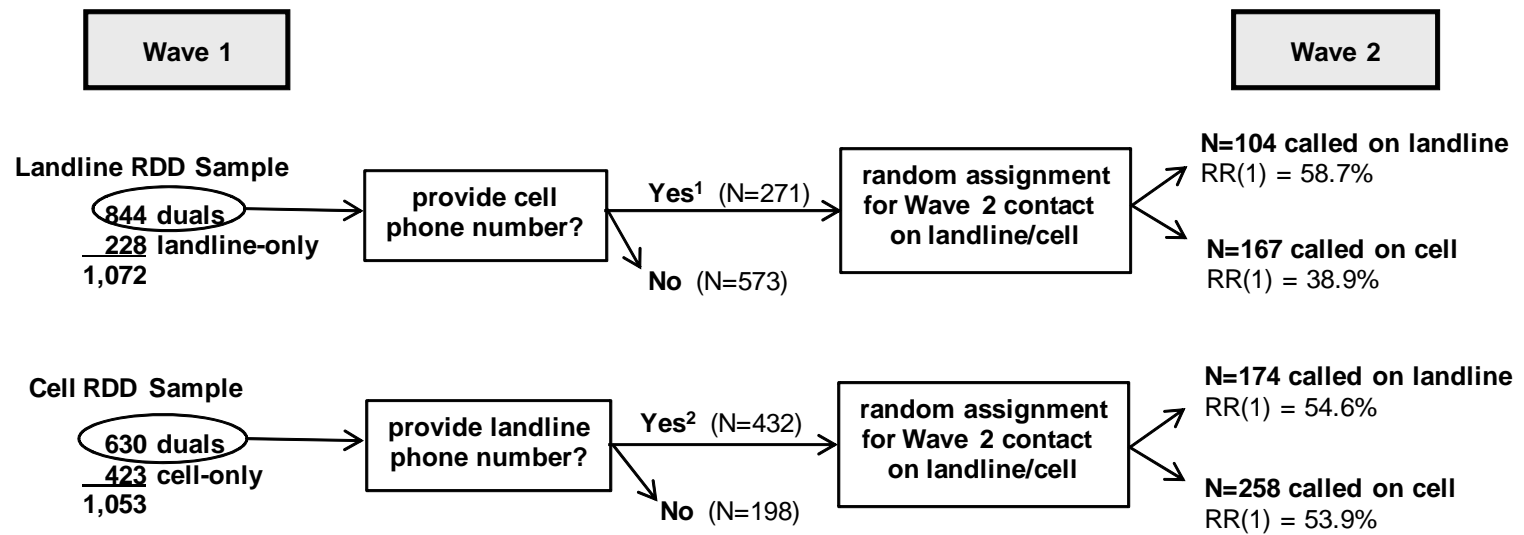 Wave 1
Wave 2
Landline RDD Sample
844 duals
228 landline-only
1,072
provide cell
phone number?
Yes¹ (N=271)
No (N=573)
random assignment
for Wave 2 contact
on landline/cell
N=104 called on landline
RR(1) = 58.7%
N=167 called on cell
RR(1) = 38.9%
Cell RDD Sample
630 duals
423 cell-only
1,053
provide landline
phone number?
Yes² (N=432)
No (N=198)
random assignment
for Wave 2 contact
on landline/cell
N=174 called on landline
RR(1) = 54.6%
N=258 called on cell
RR(1) = 53.9%